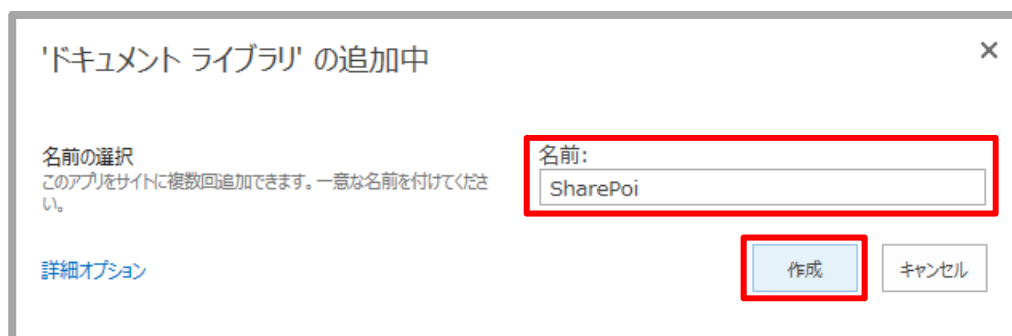 'ドキュメント ライブラリ' の追加中
名前の選択
このアプリをサイトに複数回追加できます。一意な名前を付けてくださ
い。
名前:
SharePoi
詳細オプション
作成
キャンセル